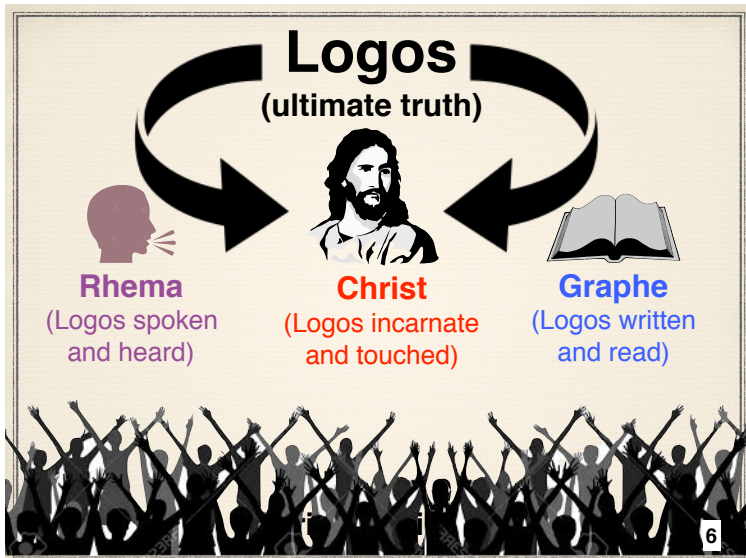 Logos
(ultimate truth)
Rhema
(Logos spoken
and heard)
Christ
(Logos incarnate
and touched)
Graphe
(Logos written
and read)
6